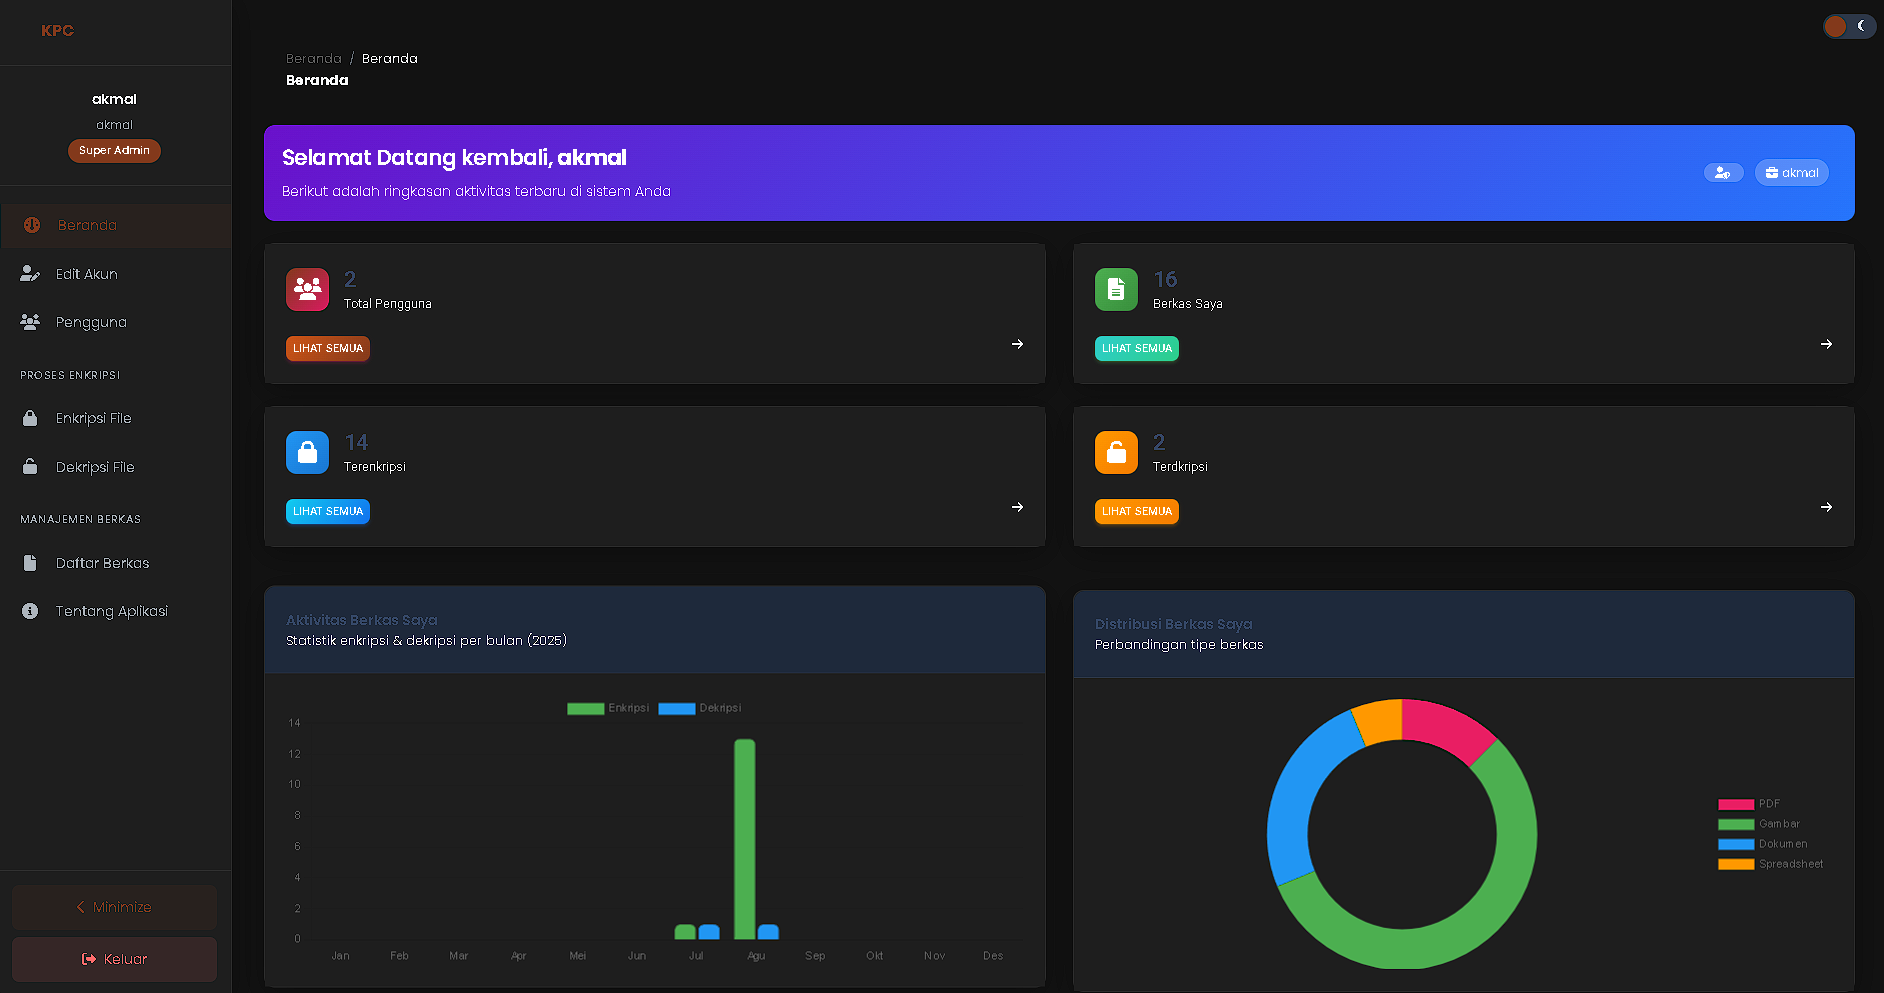 KPC
akmal
akmal
Super Admin
Beranda
Edit Akun
Pengguna
PROSES ENKRIPSI
Enkripsi File
Dekripsi File
MANAJEMEN BERKAS
Daftar Berkas
Tentang Aplikasi
Minimize
Keluar
Beranda / Beranda
Beranda
Selamat Datang kembali, akmal
Berikut adalah ringkasan aktivitas terbaru di sistem Anda
akmal
2
Total Pengguna
LIHAT SEMUA
16
Berkas Saya
LIHAT SEMUA
14
Terenkripsi
LIHAT SEMUA
2
Terdkripsi
LIHAT SEMUA
Aktivitas Berkas Saya
Statistik enkripsi & dekripsi per bulan (2025)
Enkripsi Dekripsi
14
12
10
8
6
4
2
0
Jan Feb Mar Apr Mei Jun Jul Agu Sep Okt Nov Des
Distribusi Berkas Saya
Perbandingan tipe berkas
PDF
Gambar
Dokumen
Spreadsheet